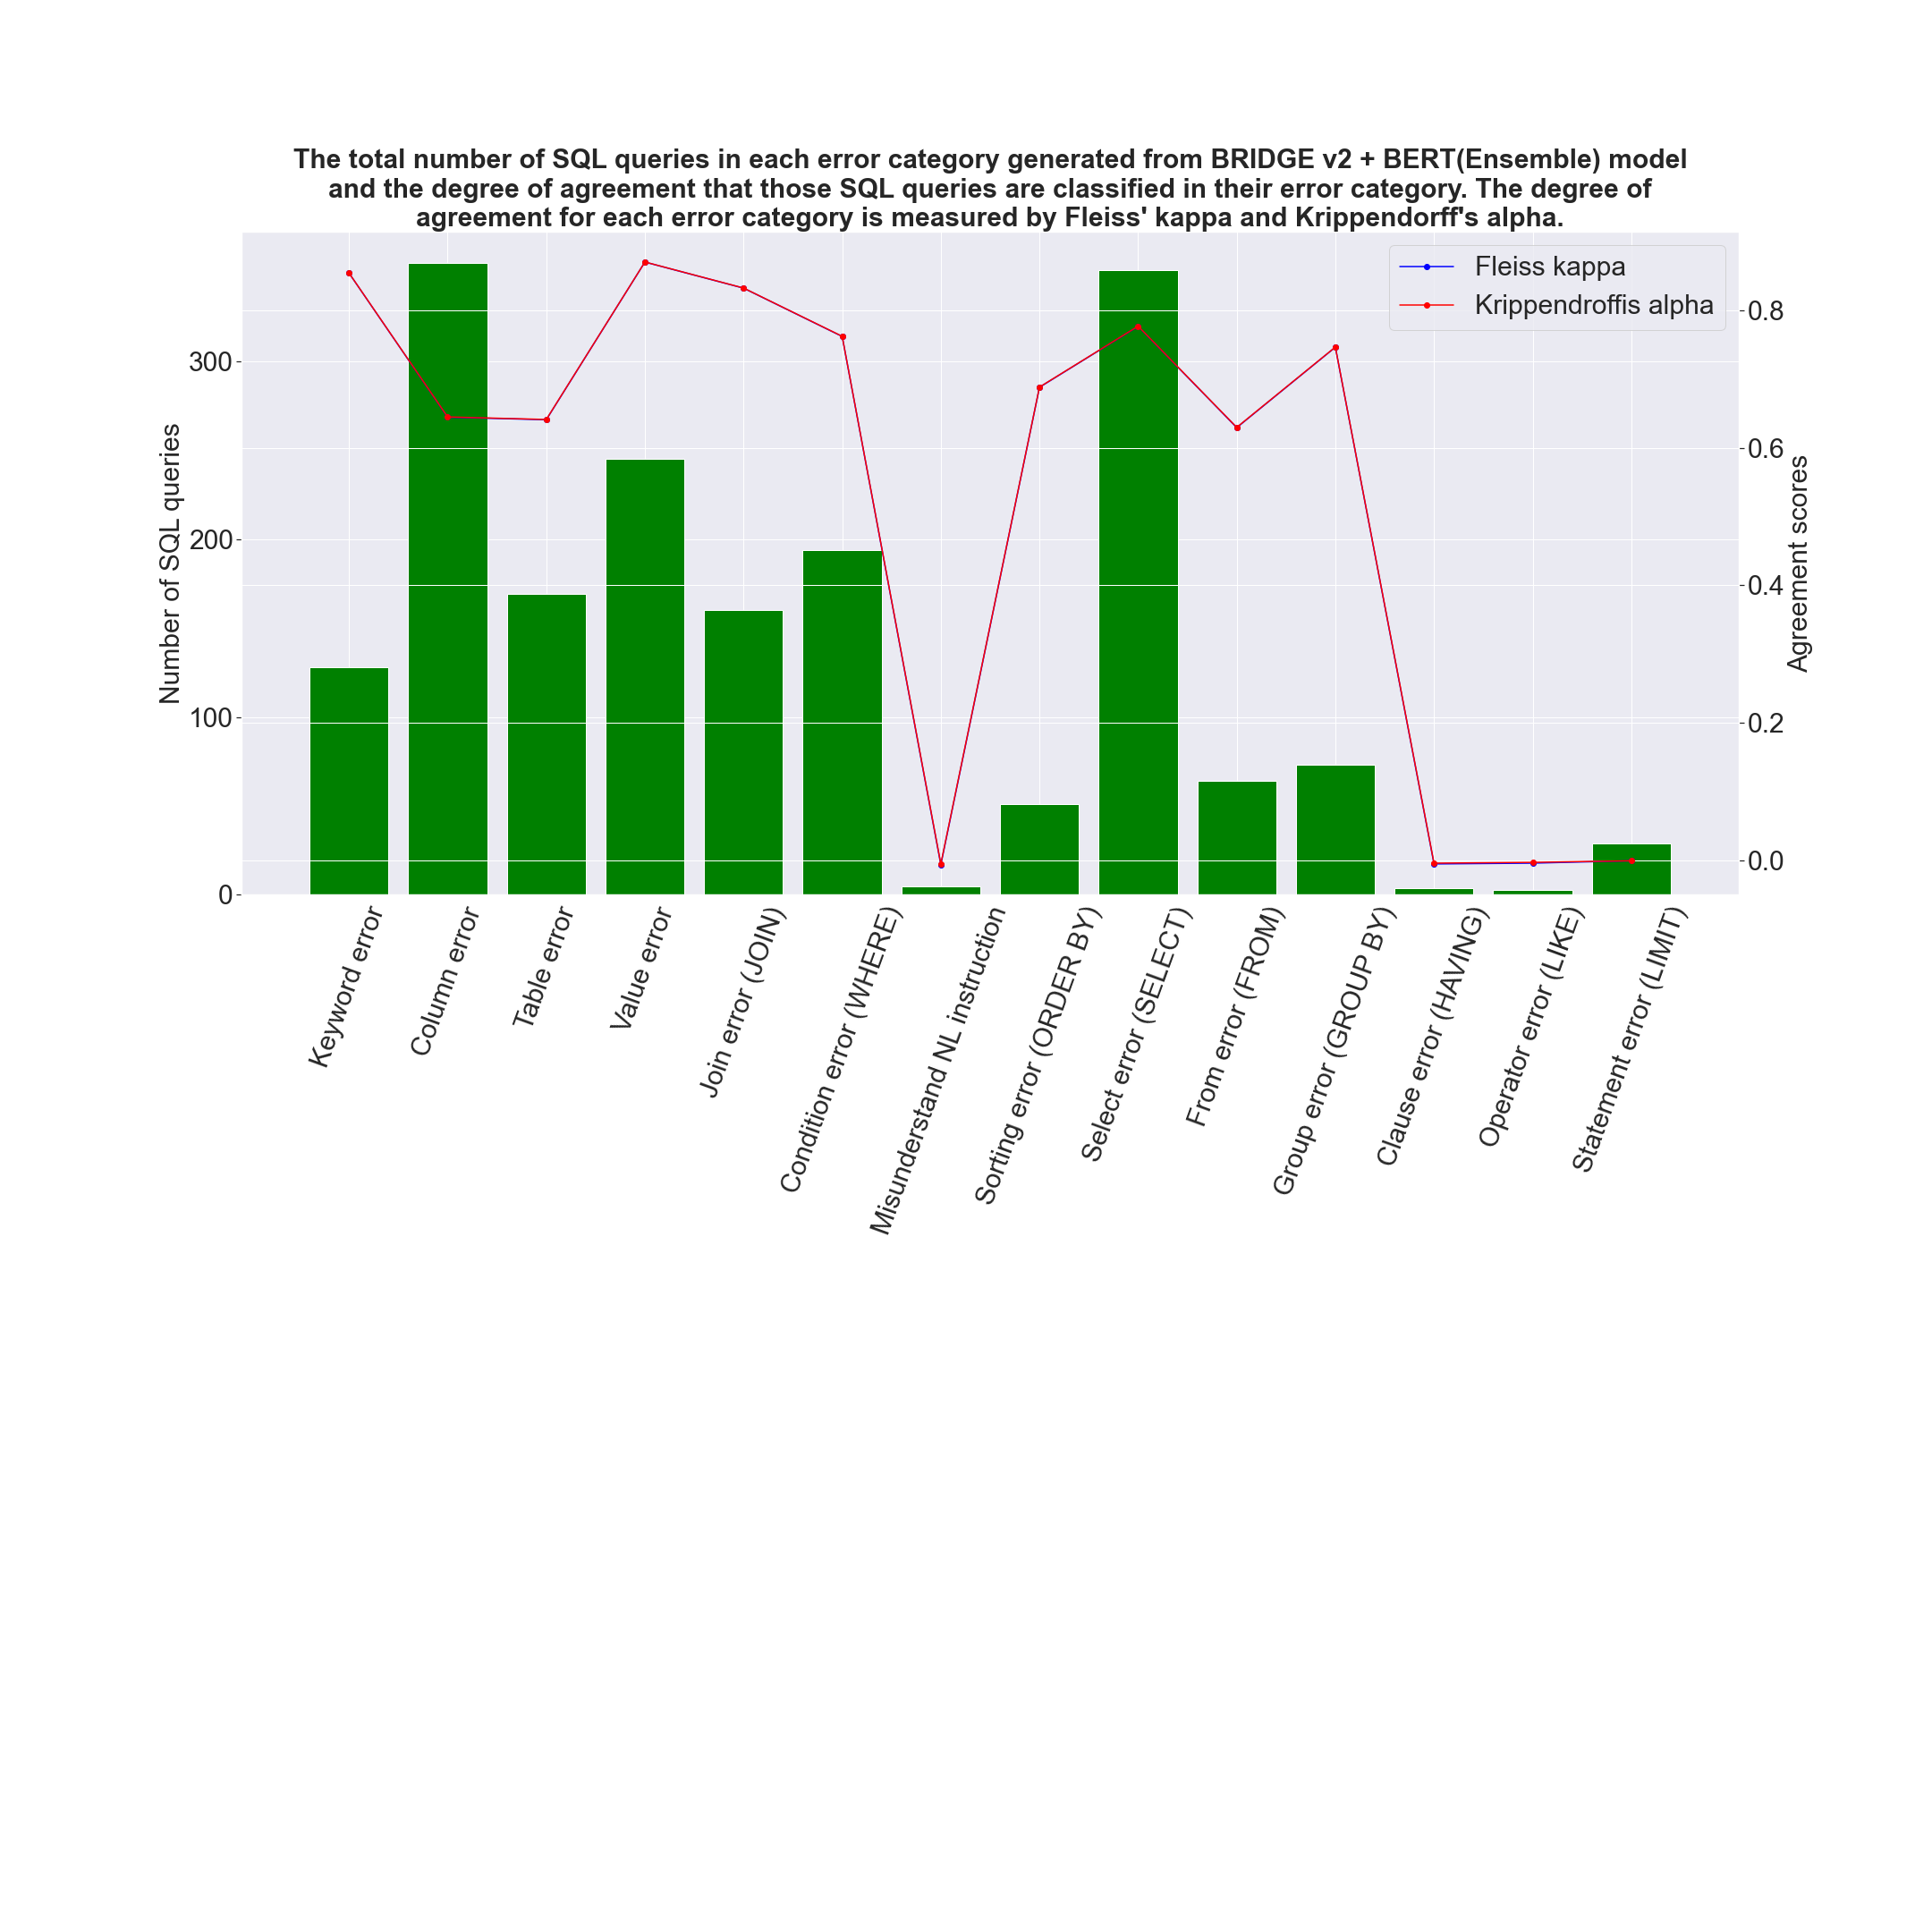 The total number of SQL queries in each error category generated from BRIDGE v2 + BERT(Ensemble) model
and the degree of agreement that those SQL queries are classified in their error category. The degree of
agreement for each error category is measured by Fleiss' kappa and Krippendorff's alpha.
Fleiss kappa
Krippendroffis alpha
Number of SQL queries
300
200
100
0
Agreement scores
0.8
0.6
0.4
0.2
0.0
Keyword error
Column error
Table error
Value error
Join error (JOIN)
Condition error (WHERE)
Misunderstand NL instruction
Sorting error (ORDER BY)
Select error (SELECT)
From error (FROM)
Group error (GROUP BY)
Clause error (HAVING)
Operator error (LIKE)
Statement error (LIMIT)